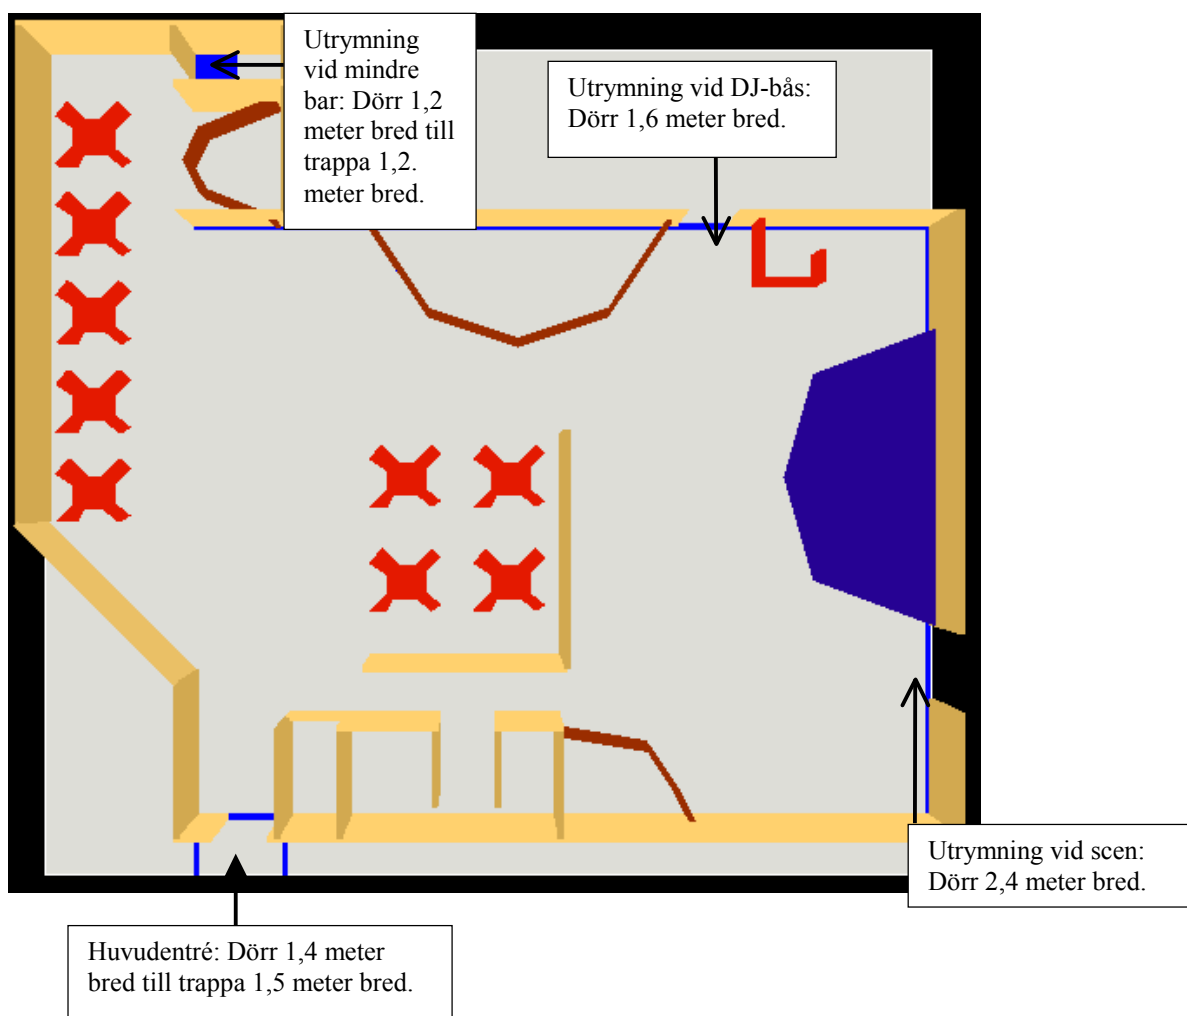 Utrymning
vid mindre
bar: Dörr 1,2
meter bred till
trappa 1,2.
meter bred.
Utrymning vid DJ-bås:
Dörr 1,6 meter bred.
Utrymning vid scen:
Dörr 2,4 meter bred.
Huvudentré: Dörr 1,4 meter
bred till trappa 1,5 meter bred.